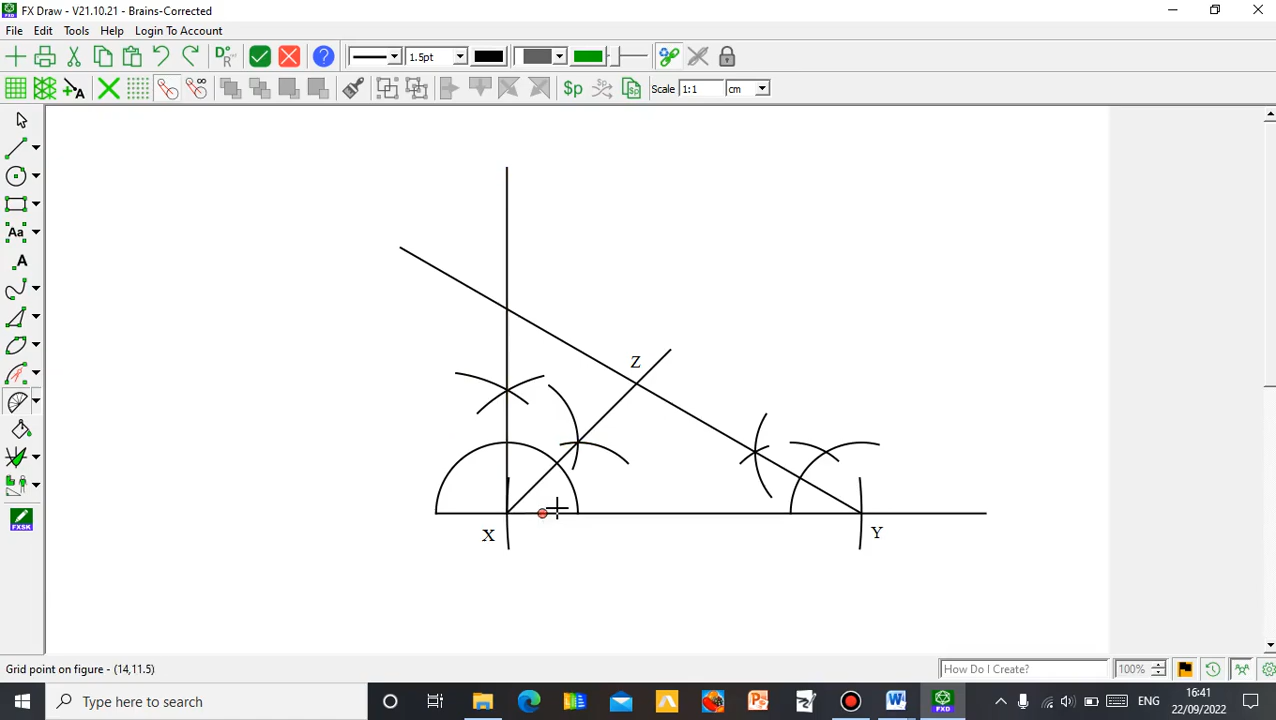 FX Draw - V21.10.21 - Brains-Corrected
File Edit Tools Help Login To Account
1.5pt
Scale 1:1 cm
Aa
A
Z
X
Y
FXSK
Grid point on figure - (14,11.5)
How Do I Create?
100%
Type here to search
ENG
16:41
22/09/2022